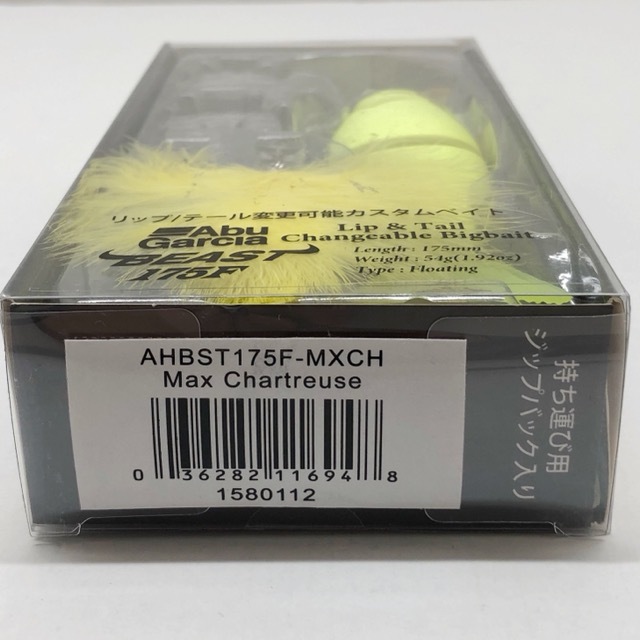 リップ/テール変更可能カスタムベイト
Abu
Garcia
BEAST
175F
Lip & Tail
Changeable Bigbait
Length : 175mm
Weight : 54g(1.92oz)
Type : Floating
AHBST175F-MXCH
Max Chartreuse
0 36282 11694 8
1580112
持ち運び用
ジップパック入り